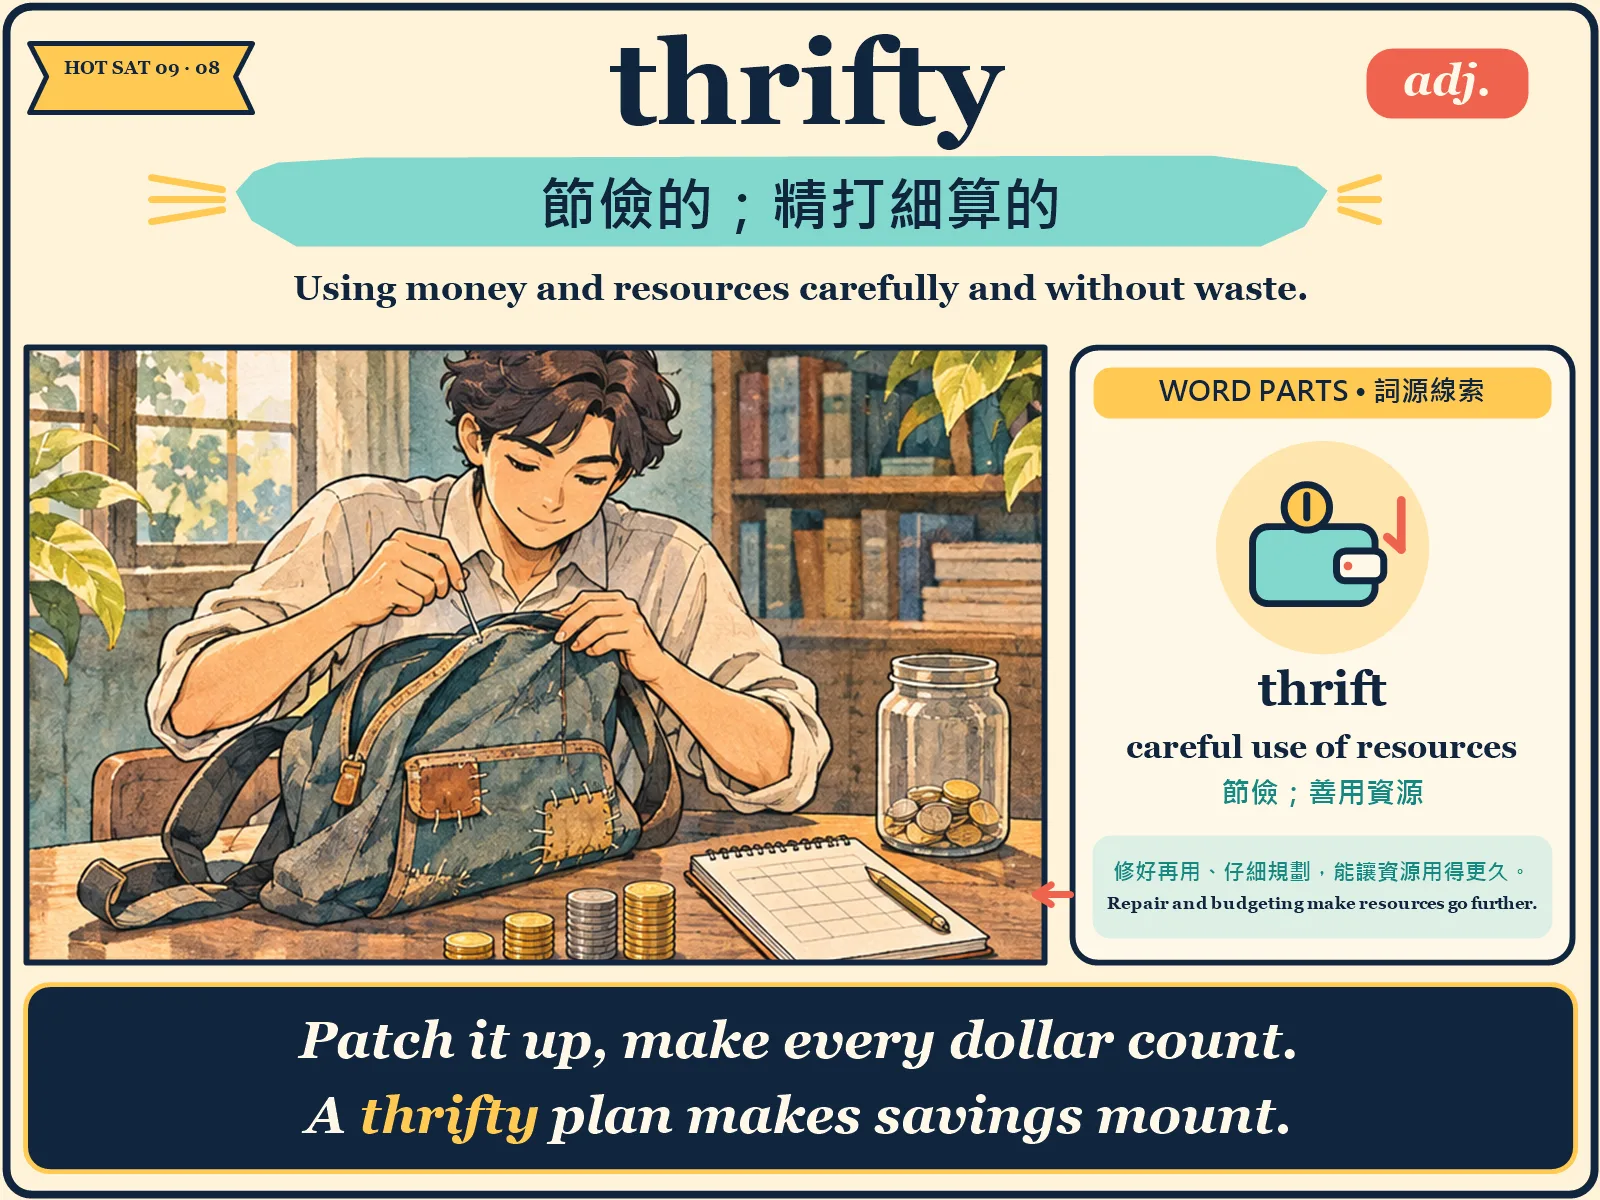 HOT SAT 09 · 08
thrifty
adj.
節儉的；精打細算的
Using money and resources carefully and without waste.
WORD PARTS • 詞源線索
thrift
careful use of resources
節儉；善用資源
修好再用、仔細規劃，能讓資源用得更久。
Repair and budgeting make resources go further.
Patch it up, make every dollar count.
A thrifty plan makes savings mount.